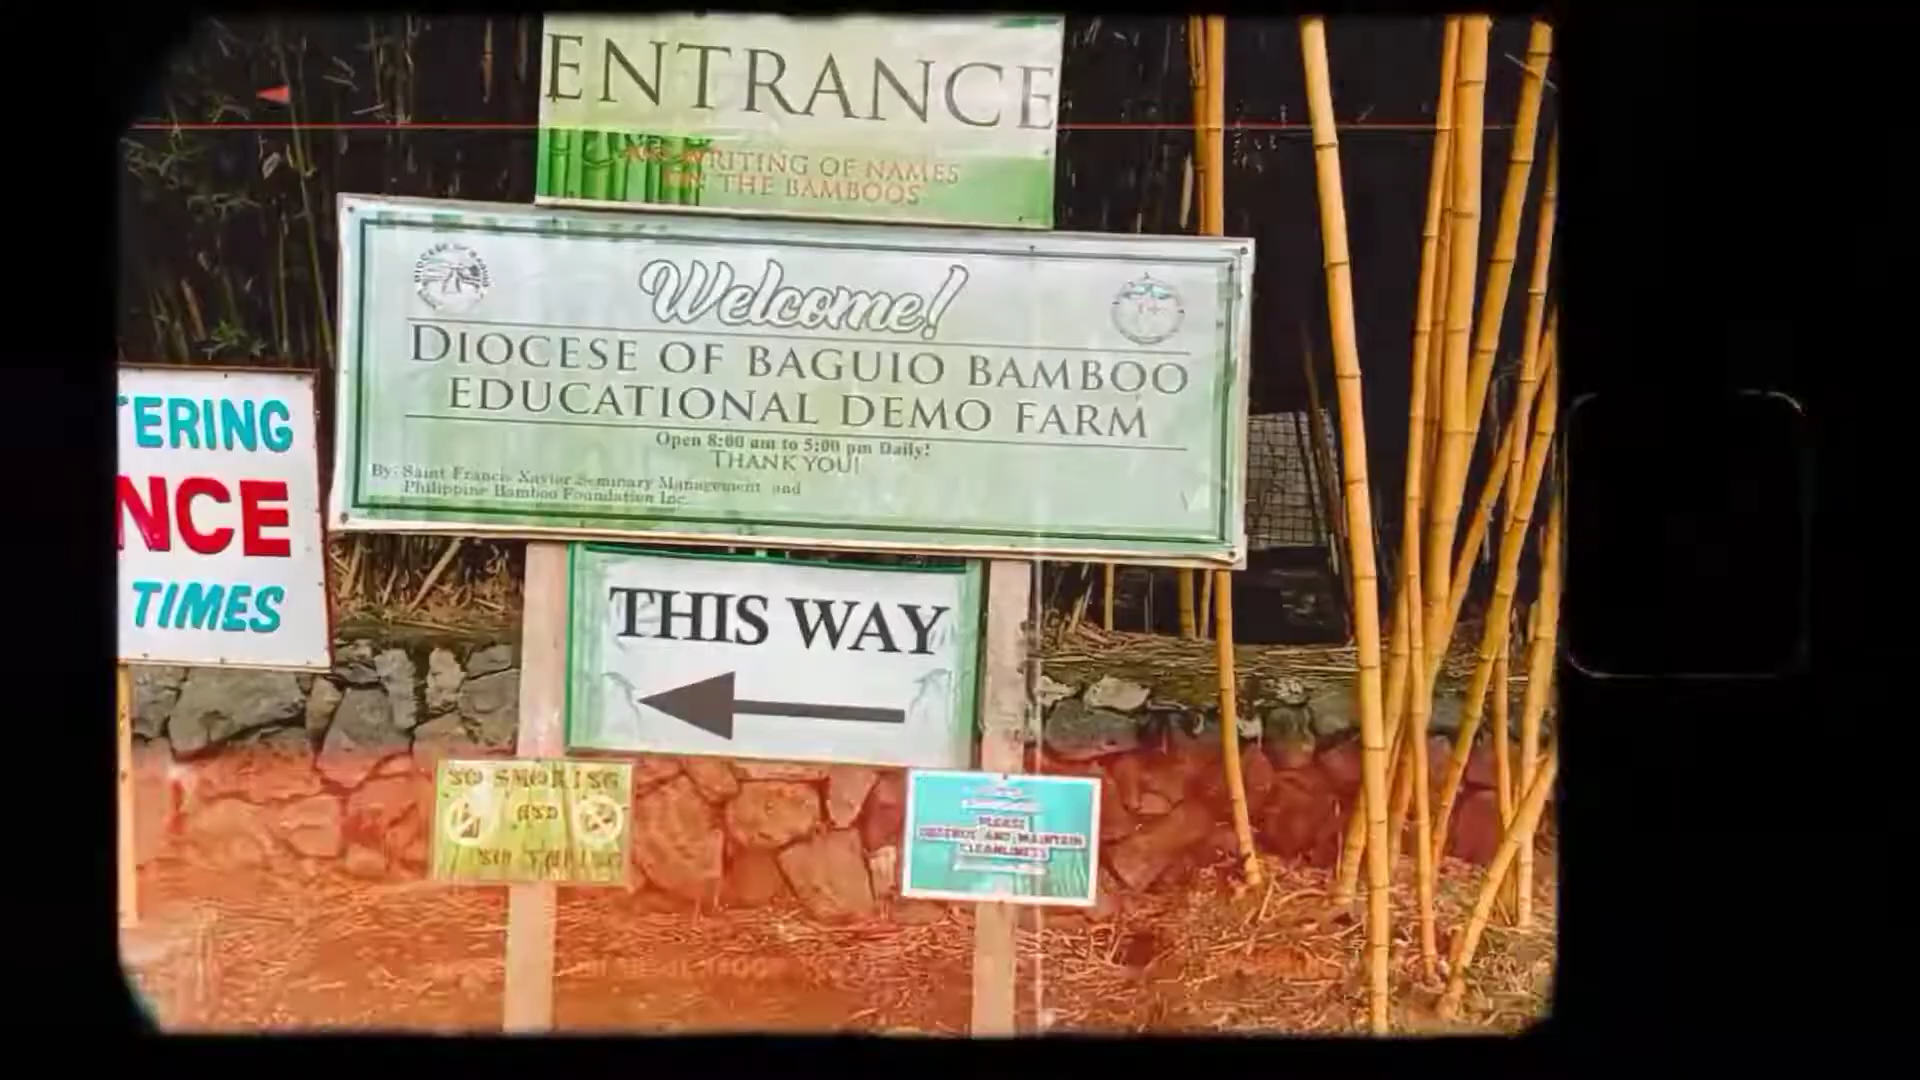 ENTRANCE
WRITING OF NAMES
THE BAMBOOS
Welcome!
DIOCESE OF BAGUIO BAMBOO
EDUCATIONAL DEMO FARM
Open 8:00 am to 5:00 pm Daily!
THANK YOU!
By: Saint Francis Xavier Seminary Management and
Philippine Bamboo Foundation Inc.
TERING
NCE
TIMES
THIS WAY
NO SMOKING
AND
PLEASE
OBSERVE AND MAINTAIN
CLEANLINESS